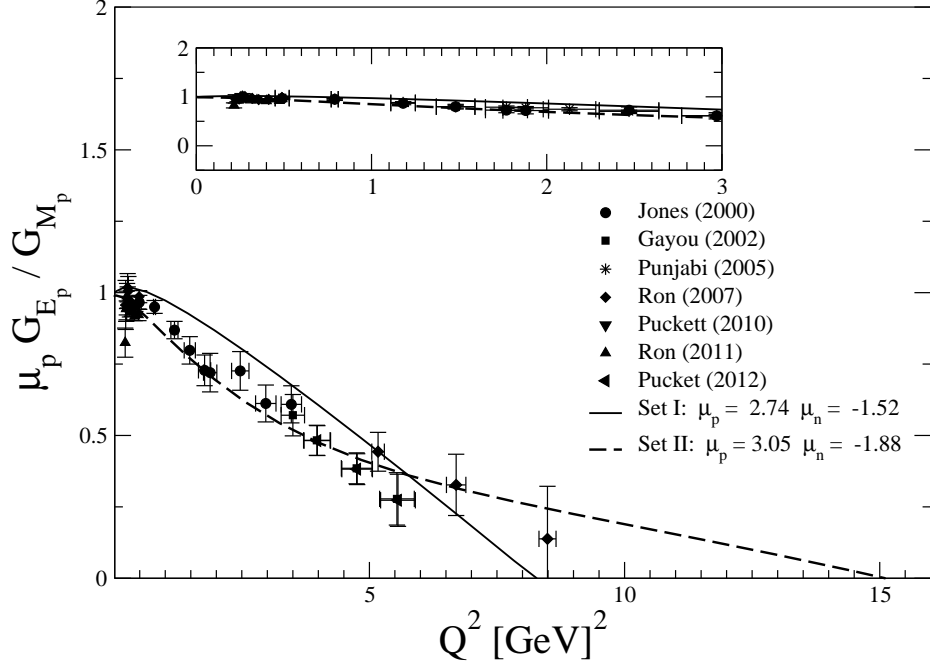 2
1.5
1
0.5
0
μp GEp / GMp
2
1
0
0 1 2 3
Jones (2000)
Gayou (2002)
Punjabi (2005)
Ron (2007)
Puckett (2010)
Ron (2011)
Pucket (2012)
Set I: μp = 2.74 μn = -1.52
Set II: μp = 3.05 μn = -1.88
5 10 15
Q² [GeV]²